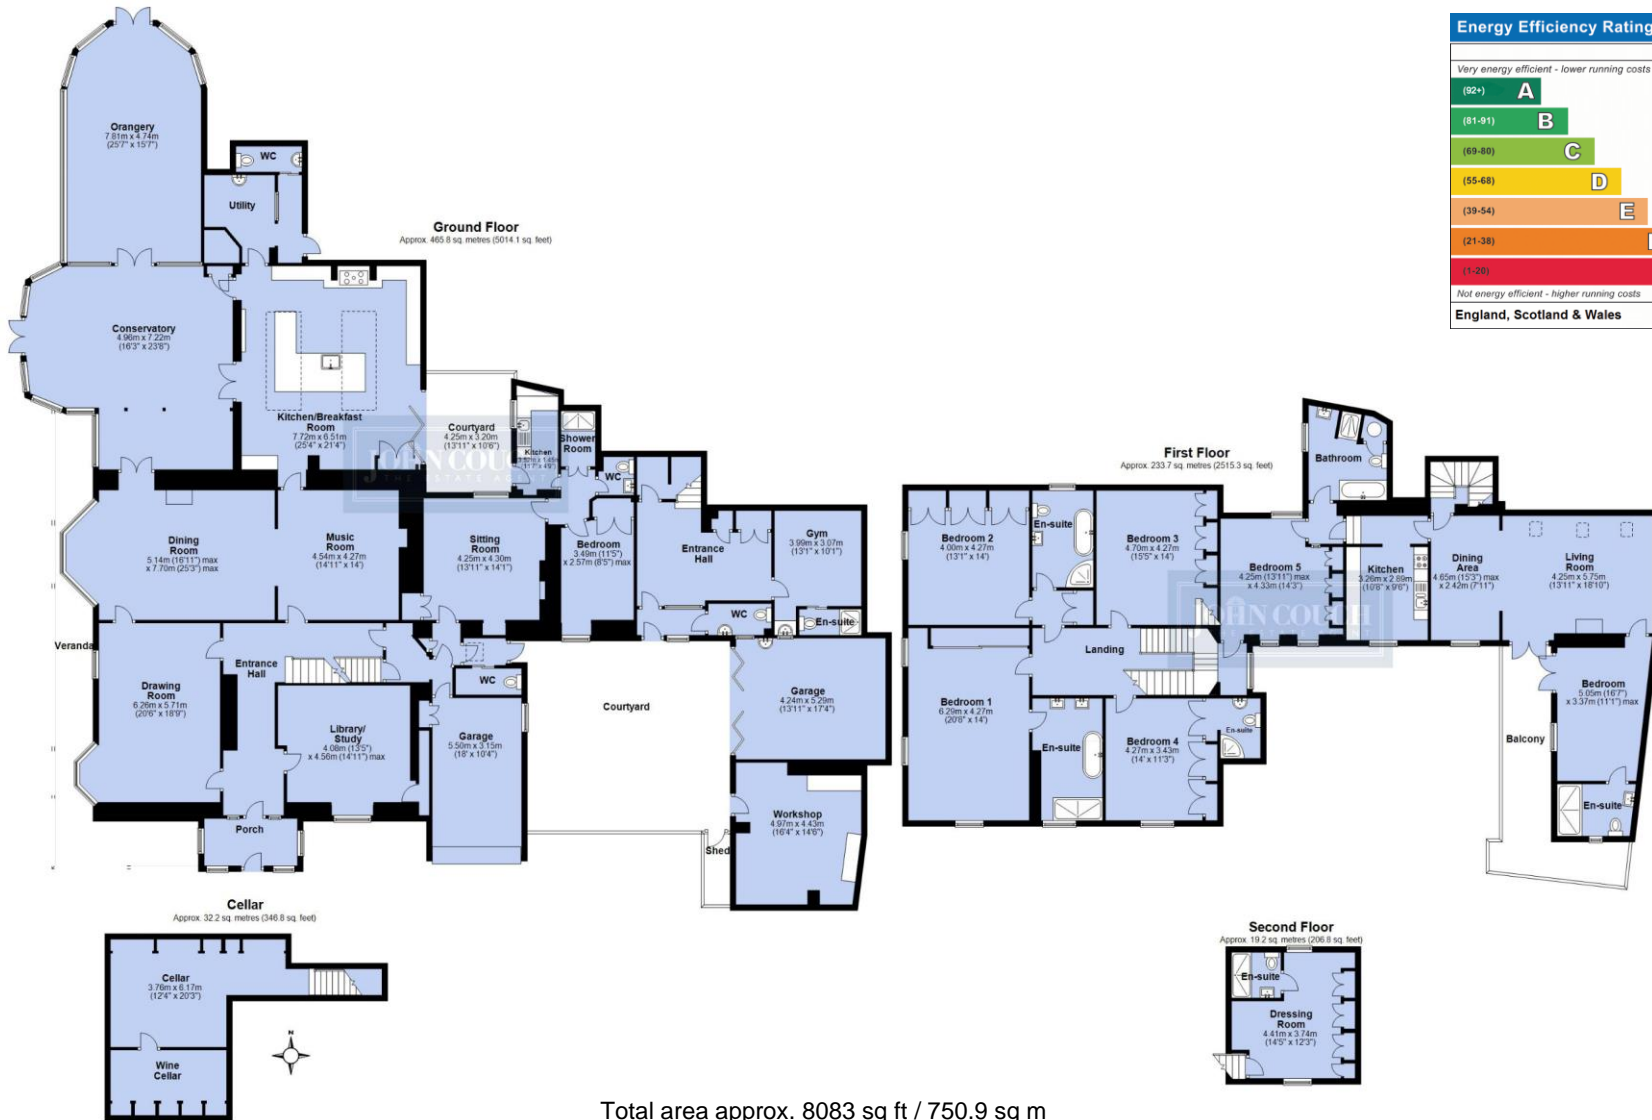 Orangery
7.81m x 4.74m
(25'7" x 15'7")
WC
Utility
Ground Floor
Approx. 465.8 sq. metres (5014.1 sq. feet)
Conservatory
4.96m x 7.22m
(16'3" x 23'8")
Kitchen/Breakfast
Room
7.72m x 6.51m
(25'4" x 21'4")
Courtyard
4.25m x 3.20m
(13'11" x 10'6")
Kitchen
Shower
Room
WC
JOHN COUCH
THE ESTATE AGENT
Dining
Room
5.14m (16'11") max
x 7.70m (25'3") max
Music
Room
4.54m x 4.27m
(14'11" x 14')
Sitting
Room
4.25m x 4.30m
(13'11" x 14'1")
Bedroom
3.49m (11'5")
x 2.57m (8'5") max
Entrance
Hall
Gym
3.99m x 3.07m
(13'1" x 10'1")
WC
En-suite
Veranda
Drawing
Room
6.26m x 5.71m
(20'6" x 18'9")
Entrance
Hall
Library/
Study
4.08m (13'5")
x 4.56m (14'11") max
WC
Garage
5.50m x 3.15m
(18' x 10'4")
Courtyard
Garage
4.24m x 5.29m
(13'11" x 17'4")
Workshop
4.97m x 4.43m
(16'4" x 14'6")
Shed
Porch
Cellar
Approx. 32.2 sq. metres (346.8 sq. feet)
Cellar
3.76m x 6.17m
(12'4" x 20'3")
Wine
Cellar
N
First Floor
Approx. 233.7 sq. metres (2515.3 sq. feet)
Bathroom
Bedroom 2
4.00m x 4.27m
(13'1" x 14')
En-suite
Bedroom 3
4.70m x 4.27m
(15'5" x 14')
Bedroom 5
4.25m (13'11") max
x 4.33m (14'3")
Kitchen
3.26m x 2.89m
(10'8" x 9'6")
Dining
Area
4.65m (15'3") max
x 2.42m (7'11")
Living
Room
4.25m x 5.75m
(13'11" x 18'10")
JOHN COUCH
Landing
Bedroom 1
6.29m x 4.27m
(20'8" x 14')
En-suite
Bedroom 4
4.27m x 3.43m
(14' x 11'3")
En-suite
Bedroom
5.05m (16'7")
x 3.37m (11'1") max
Balcony
En-suite
Second Floor
Approx. 19.2 sq. metres (206.8 sq. feet)
En-suite
Dressing
Room
4.41m x 3.74m
(14'5" x 12'3")
Energy Efficiency Rating
Very energy efficient - lower running costs
(92+) A
(81-91) B
(69-80) C
(55-68) D
(39-54) E
(21-38)
(1-20)
Not energy efficient - higher running costs
England, Scotland & Wales
Total area approx. 8083 sq ft / 750.9 sq m